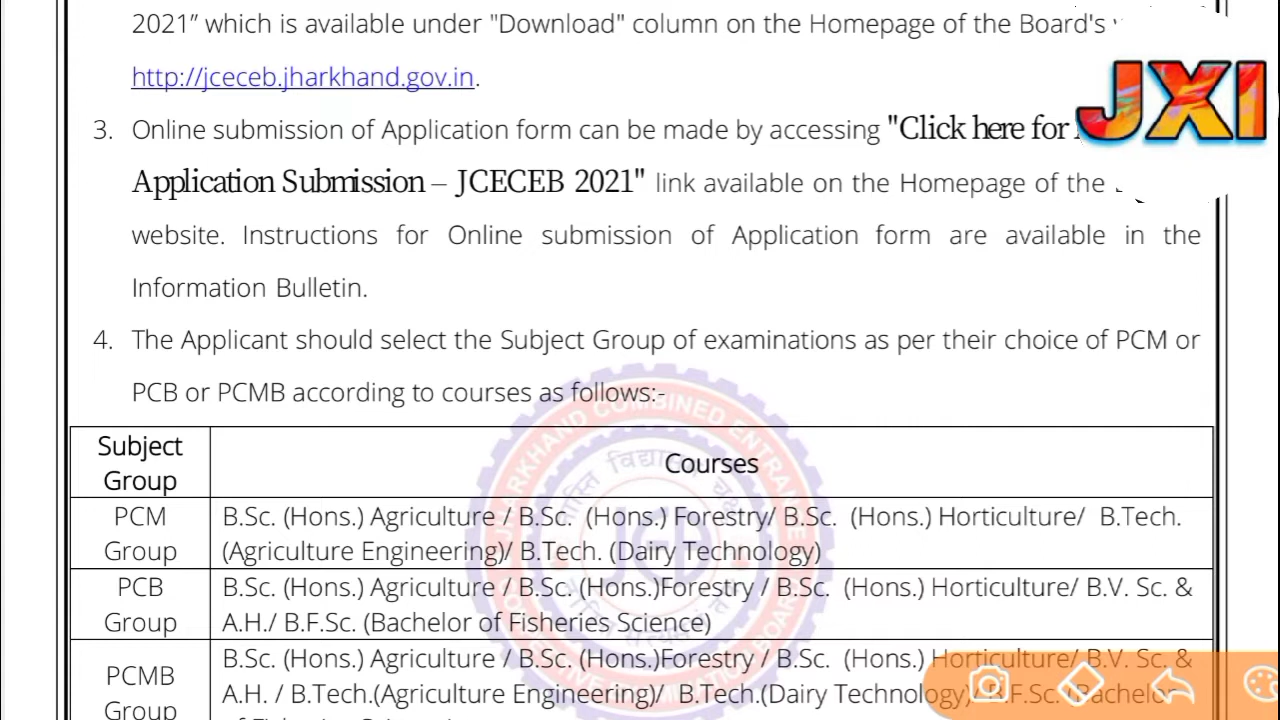 2021” which is available under "Download" column on the Homepage of the Board's
http://jceceb.jharkhand.gov.in.
JXI
3. Online submission of Application form can be made by accessing "Click here for
Application Submission – JCECEB 2021" link available on the Homepage of the
website. Instructions for Online submission of Application form are available in the
Information Bulletin.
4. The Applicant should select the Subject Group of examinations as per their choice of PCM or
PCB or PCMB according to courses as follows:-
Subject
Group
Courses
PCM
Group
B.Sc. (Hons.) Agriculture / B.Sc. (Hons.) Forestry/ B.Sc. (Hons.) Horticulture/ B.Tech.
(Agriculture Engineering)/ B.Tech. (Dairy Technology)
PCB
Group
B.Sc. (Hons.) Agriculture / B.Sc. (Hons.)Forestry / B.Sc. (Hons.) Horticulture/ B.V. Sc. &
A.H./ B.F.Sc. (Bachelor of Fisheries Science)
PCMB
Group
B.Sc. (Hons.) Agriculture / B.Sc. (Hons.)Forestry / B.Sc. (Hons.) Horticulture/ B.V. Sc. &
A.H. / B.Tech.(Agriculture Engineering)/ B.Tech.(Dairy Technology)/ B.F.Sc. (Bachelor
JHARKHAND COMBINED ENTRANCE